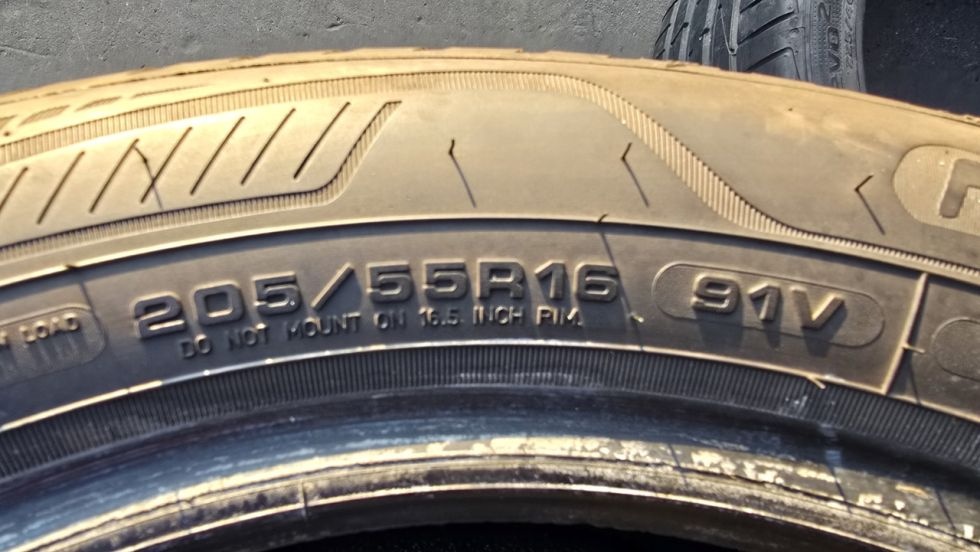 205/55R16 91V
DO NOT MOUNT ON 16.5 INCH RIM.
LOAD